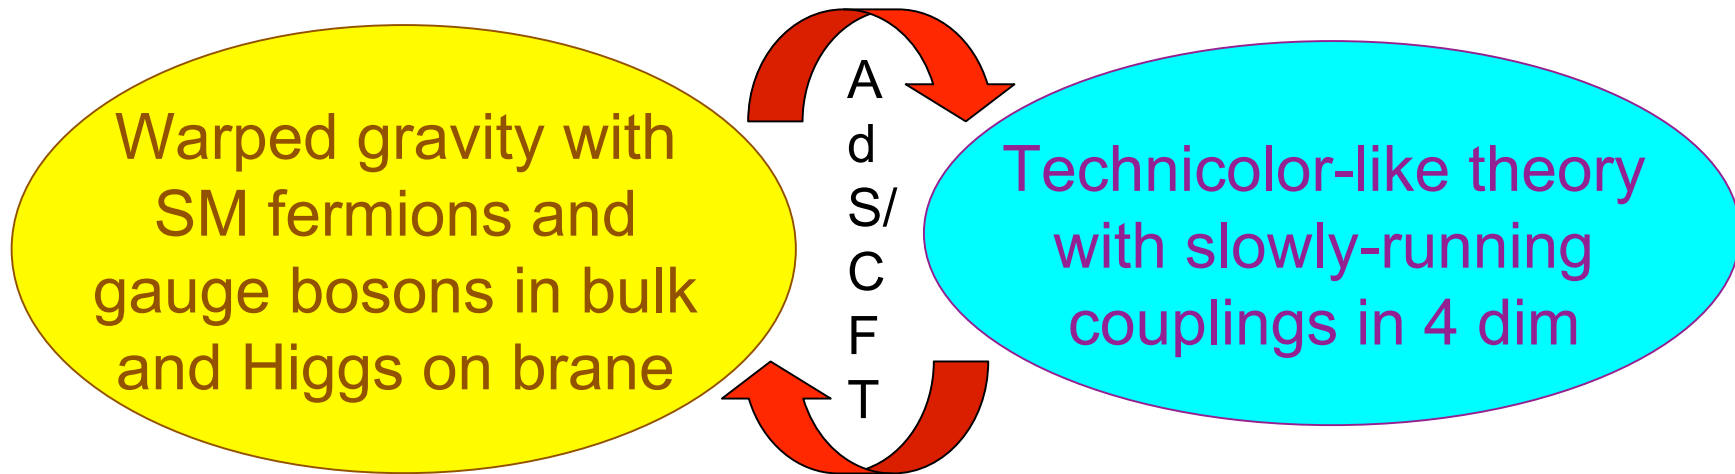 Warped gravity with
SM fermions and
gauge bosons in bulk
and Higgs on brane
A
d
S/
C
F
T
Technicolor-like theory
with slowly-running
couplings in 4 dim